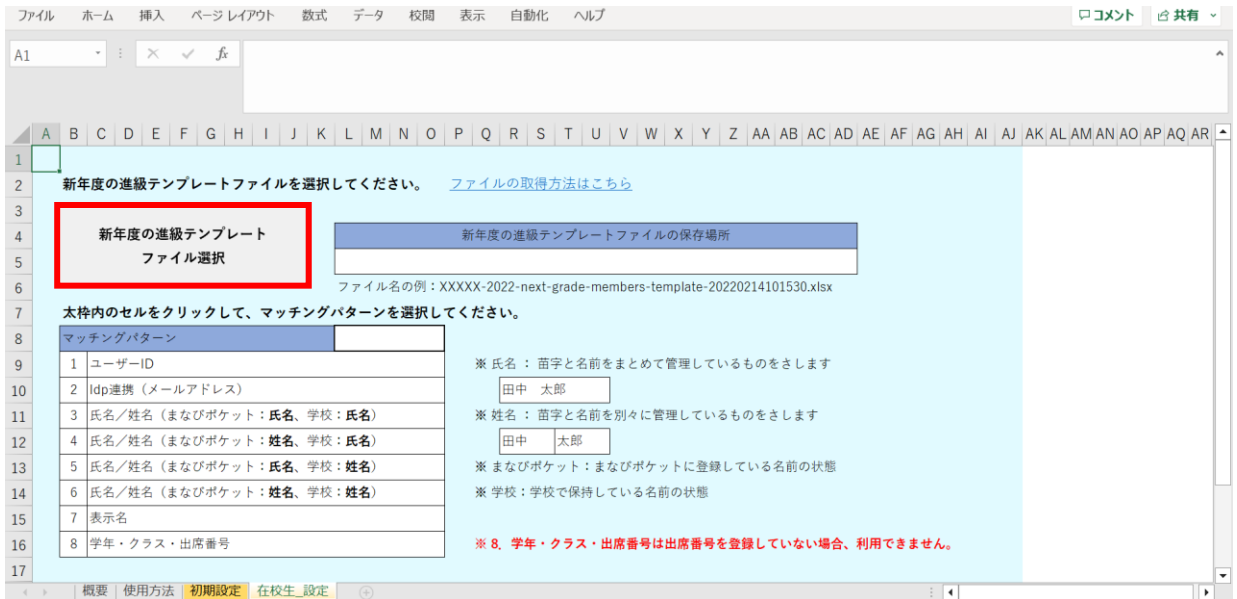 ファイル ホーム 挿入 ページ レイアウト 数式 データ 校閲 表示 自動化 ヘルプ コメント 共有
A1 fx
A B C D E F G H I J K L M N O P Q R S T U V W X Y Z AA AB AC AD AE AF AG AH AI AJ AK AL AM AN AO AP AQ AR
1
2 新年度の進級テンプレートファイルを選択してください。 ファイルの取得方法はこちら
3
4 新年度の進級テンプレート 新年度の進級テンプレートファイルの保存場所
5 ファイル選択
6 ファイル名の例：XXXXX-2022-next-grade-members-template-20220214101530.xlsx
7 太枠内のセルをクリックして、マッチングパターンを選択してください。
8 マッチングパターン
9 1 ユーザーID ※ 氏名 ： 苗字と名前をまとめて管理しているものをさします
10 2 Idp連携（メールアドレス） 田中 太郎
11 3 氏名／姓名（まなびポケット：氏名、学校：氏名） ※ 姓名 ： 苗字と名前を別々に管理しているものをさします
12 4 氏名／姓名（まなびポケット：姓名、学校：氏名） 田中 太郎
13 5 氏名／姓名（まなびポケット：氏名、学校：姓名） ※ まなびポケット：まなびポケットに登録している名前の状態
14 6 氏名／姓名（まなびポケット：姓名、学校：姓名） ※ 学校：学校で保持している名前の状態
15 7 表示名
16 8 学年・クラス・出席番号 ※ 8．学年・クラス・出席番号は出席番号を登録していない場合、利用できません。
17
概要 使用方法 初期設定 在校生_設定